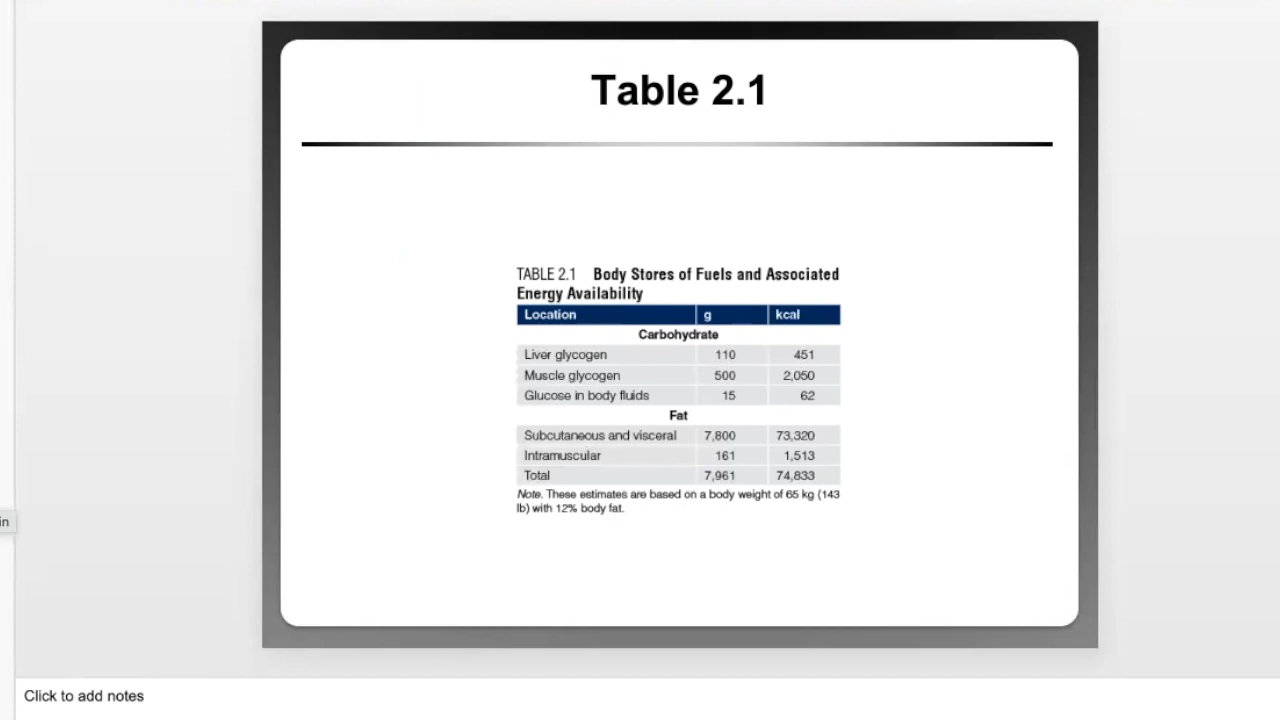 Table 2.1
TABLE 2.1 Body Stores of Fuels and Associated
Energy Availability
Location g kcal
Carbohydrate
Liver glycogen 110 451
Muscle glycogen 500 2,050
Glucose in body fluids 15 62
Fat
Subcutaneous and visceral 7,800 73,320
Intramuscular 161 1,513
Total 7,961 74,833
Note. These estimates are based on a body weight of 65 kg (143
lb) with 12% body fat.
in
Click to add notes